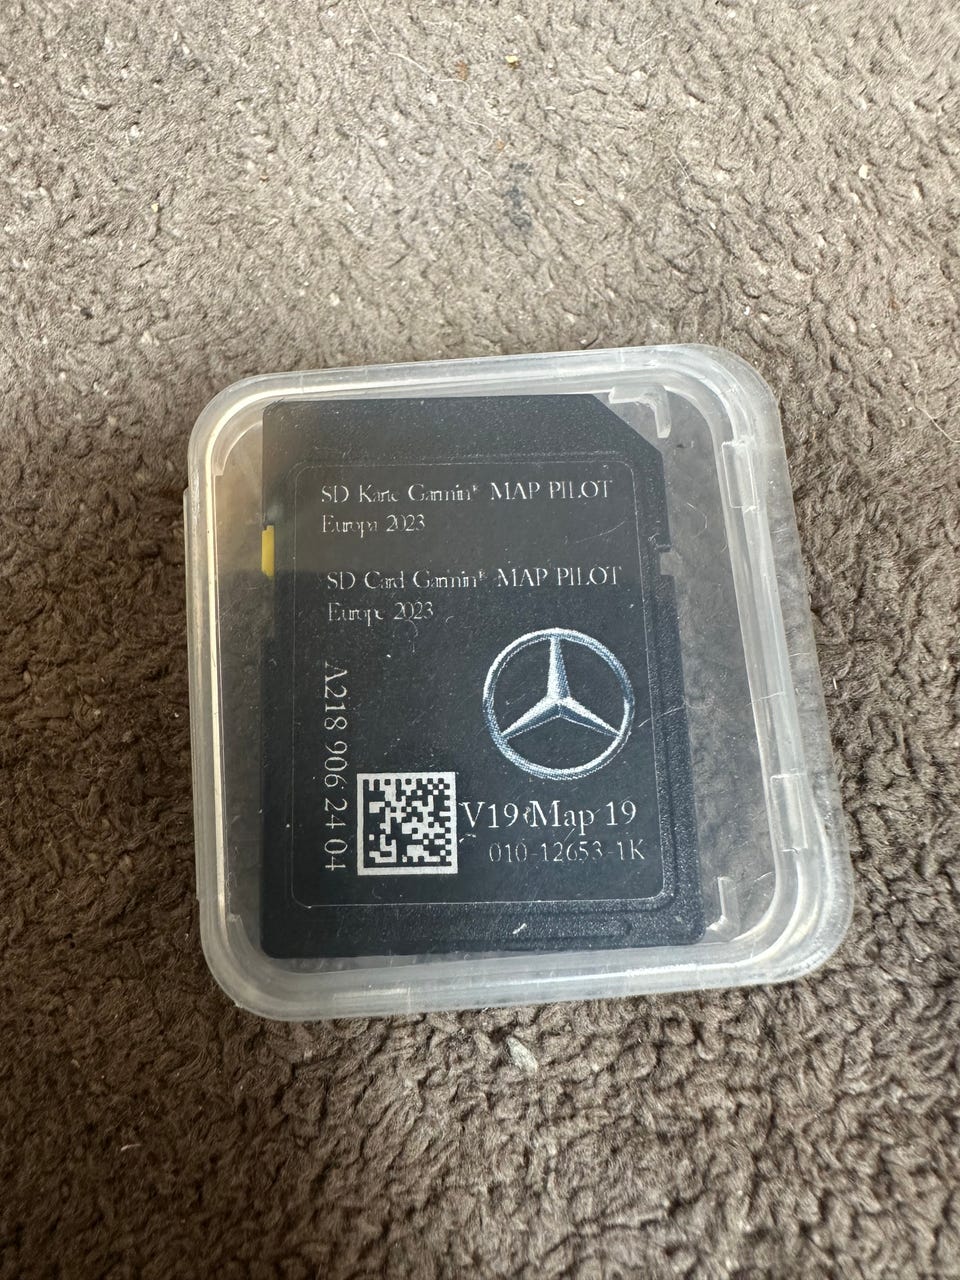 SD Karte Garmin® MAP PILOT
Europa 2023
SD Card Garmin® MAP PILOT
Europe 2023
A218 906 24 04
V19 Map 19
010-12653-1K